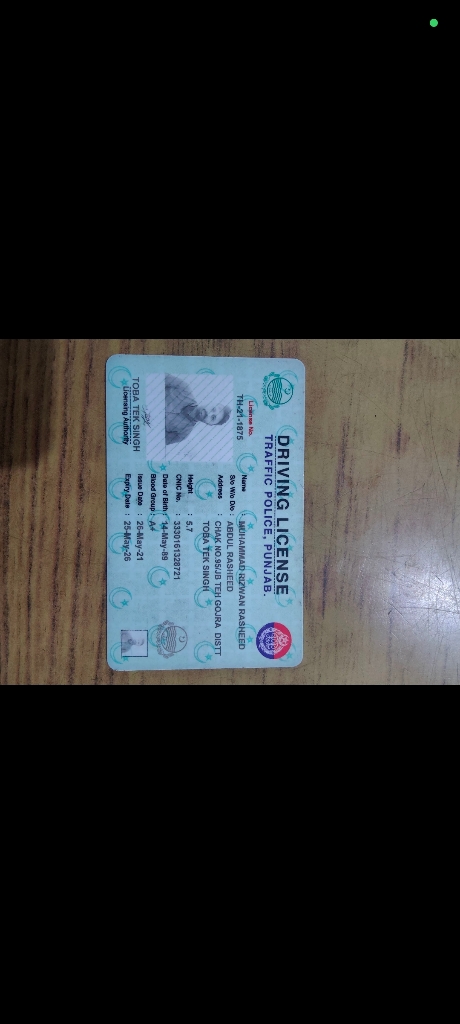 DRIVING LICENSE
TRAFFIC POLICE, PUNJAB.
License No.
TH-21-1875
Name : MUHAMMAD RIZWAN RASHEED
S/o W/o D/o : ABDUL RASHEED
Address : CHAK NO.95/JB TEH GOJRA DISTT
TOBA TEK SINGH
Height : 5.7
CNIC No. : 3330161328721
Date of Birth : 14-May-89
Blood Group : A+
Issue Date : 26-May-21
Expiry Date : 25-May-26
TOBA TEK SINGH
Licensing Authority